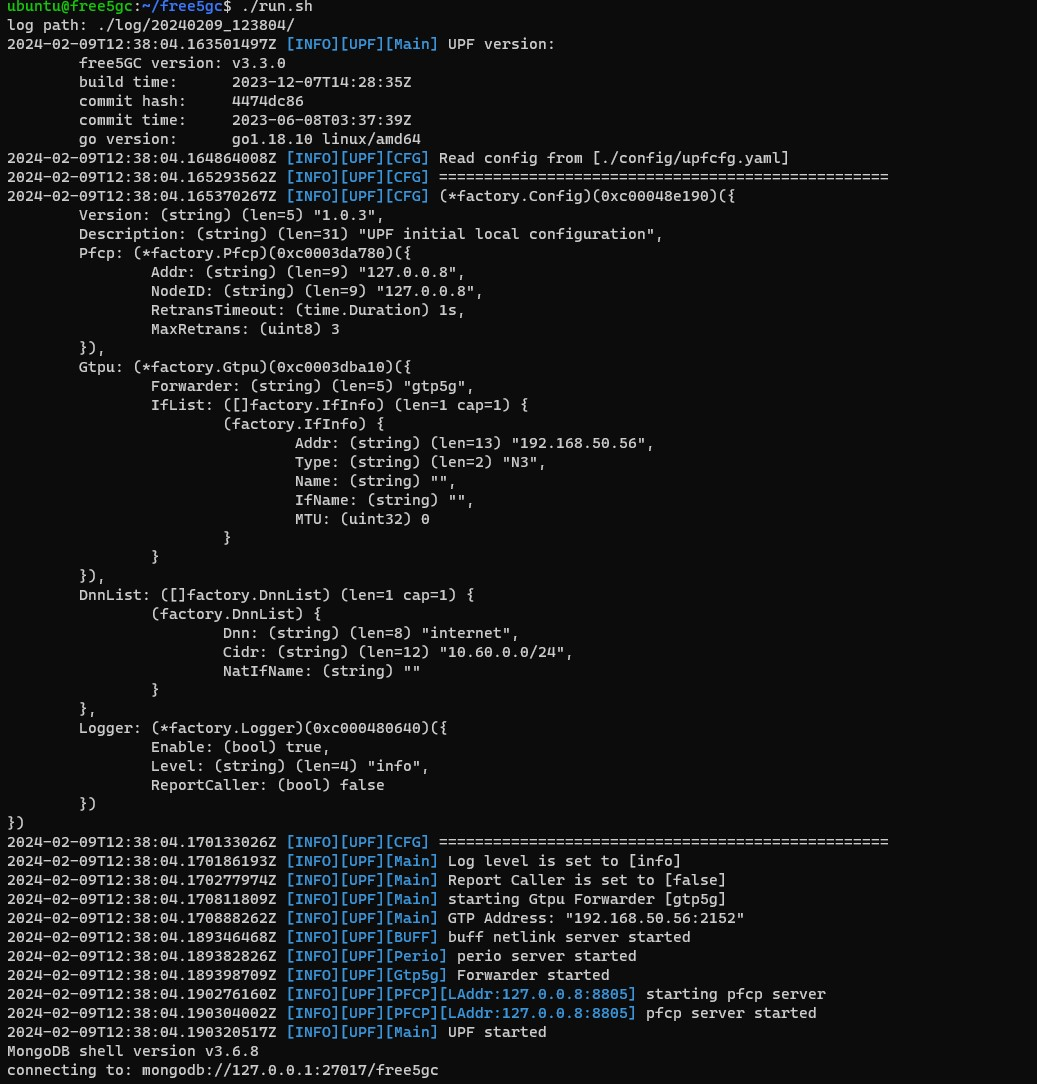 ubuntu@free5gc:~/free5gc$ ./run.sh
log path: ./log/20240209_123804/
2024-02-09T12:38:04.163501497Z [INFO][UPF][Main] UPF version:
        free5GC version: v3.3.0
        build time:      2023-12-07T14:28:35Z
        commit hash:     4474dc86
        commit time:     2023-06-08T03:37:39Z
        go version:      go1.18.10 linux/amd64
2024-02-09T12:38:04.164864008Z [INFO][UPF][CFG] Read config from [./config/upfcfg.yaml]
2024-02-09T12:38:04.165293562Z [INFO][UPF][CFG] ==================================================
2024-02-09T12:38:04.165370267Z [INFO][UPF][CFG] (*factory.Config)(0xc00048e190)({
        Version: (string) (len=5) "1.0.3",
        Description: (string) (len=31) "UPF initial local configuration",
        Pfcp: (*factory.Pfcp)(0xc0003da780)({
                Addr: (string) (len=9) "127.0.0.8",
                NodeID: (string) (len=9) "127.0.0.8",
                RetransTimeout: (time.Duration) 1s,
                MaxRetrans: (uint8) 3
        }),
        Gtpu: (*factory.Gtpu)(0xc0003dba10)({
                Forwarder: (string) (len=5) "gtp5g",
                IfList: ([]factory.IfInfo) (len=1 cap=1) {
                        (factory.IfInfo) {
                                Addr: (string) (len=13) "192.168.50.56",
                                Type: (string) (len=2) "N3",
                                Name: (string) "",
                                IfName: (string) "",
                                MTU: (uint32) 0
                        }
                }
        }),
        DnnList: ([]factory.DnnList) (len=1 cap=1) {
                (factory.DnnList) {
                        Dnn: (string) (len=8) "internet",
                        Cidr: (string) (len=12) "10.60.0.0/24",
                        NatIfName: (string) ""
                }
        },
        Logger: (*factory.Logger)(0xc000480640)({
                Enable: (bool) true,
                Level: (string) (len=4) "info",
                ReportCaller: (bool) false
        })
})
2024-02-09T12:38:04.170133026Z [INFO][UPF][CFG] ==================================================
2024-02-09T12:38:04.170186193Z [INFO][UPF][Main] Log level is set to [info]
2024-02-09T12:38:04.170277974Z [INFO][UPF][Main] Report Caller is set to [false]
2024-02-09T12:38:04.170811809Z [INFO][UPF][Main] starting Gtpu Forwarder [gtp5g]
2024-02-09T12:38:04.170888262Z [INFO][UPF][Main] GTP Address: "192.168.50.56:2152"
2024-02-09T12:38:04.189346468Z [INFO][UPF][BUFF] buff netlink server started
2024-02-09T12:38:04.189382826Z [INFO][UPF][Perio] perio server started
2024-02-09T12:38:04.189398709Z [INFO][UPF][Gtp5g] Forwarder started
2024-02-09T12:38:04.190276160Z [INFO][UPF][PFCP][LAddr:127.0.0.8:8805] starting pfcp server
2024-02-09T12:38:04.190304002Z [INFO][UPF][PFCP][LAddr:127.0.0.8:8805] pfcp server started
2024-02-09T12:38:04.190320517Z [INFO][UPF][Main] UPF started
MongoDB shell version v3.6.8
connecting to: mongodb://127.0.0.1:27017/free5gc